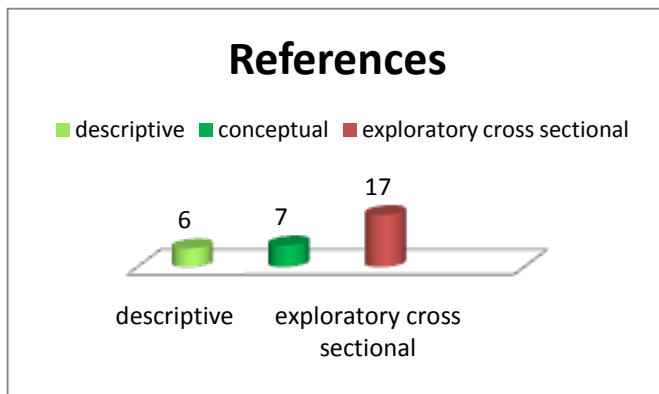 References
descriptive conceptual exploratory cross sectional
6
7
17
descriptive
exploratory cross
sectional